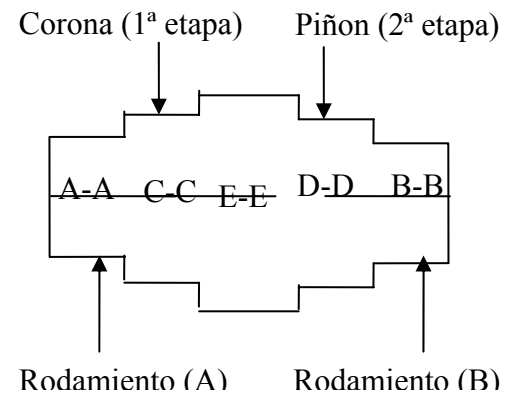 Corona (1ª etapa) Piñon (2ª etapa)
A-A C-C E-E D-D B-B
Rodamiento (A) Rodamiento (B)